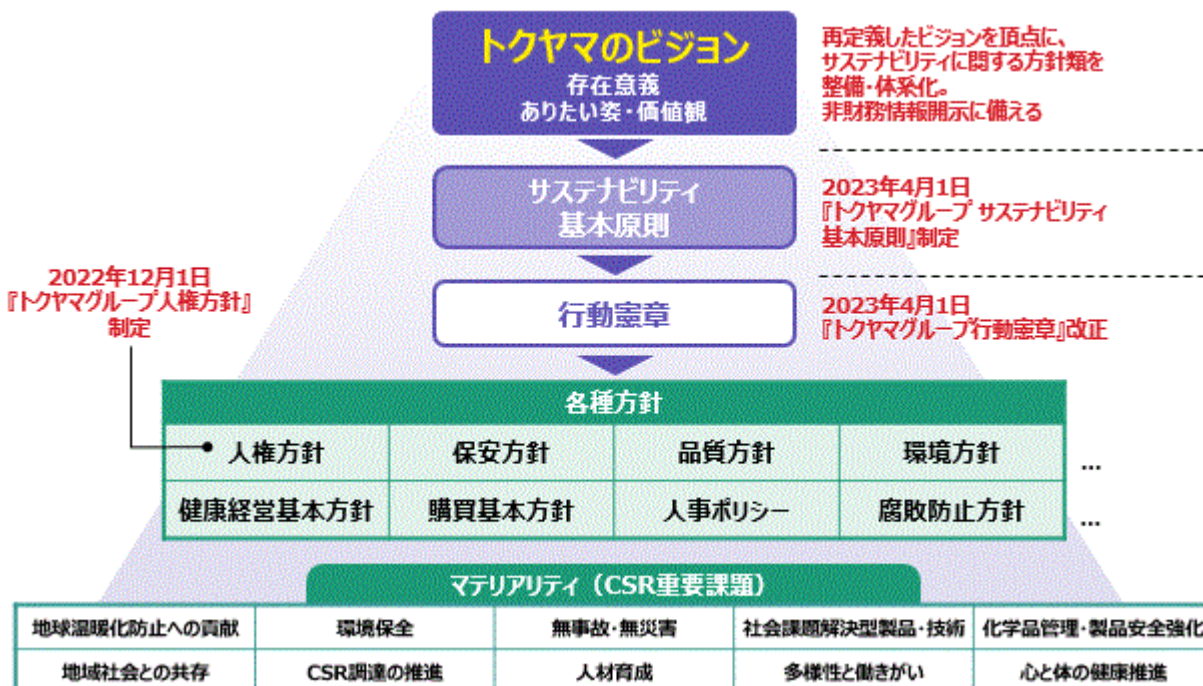 トクヤマのビジョン
存在意義
ありたい姿・価値観
再定義したビジョンを頂点に、
サステナビリティに関する方針類を
整備・体系化。
非財務情報開示に備える
サステナビリティ
基本原則
2023年4月1日
『トクヤマグループ サステナビリティ
基本原則』制定
2022年12月1日
『トクヤマグループ人権方針』
制定
行動憲章
2023年4月1日
『トクヤマグループ行動憲章』改正
各種方針
人権方針 保安方針 品質方針 環境方針 ...
健康経営基本方針 購買基本方針 人事ポリシー 腐敗防止方針 ...
マテリアリティ（CSR重要課題）
地球温暖化防止への貢献 環境保全 無事故・無災害 社会課題解決型製品・技術 化学品管理・製品安全強化
地域社会との共存 CSR調達の推進 人材育成 多様性と働きがい 心と体の健康推進